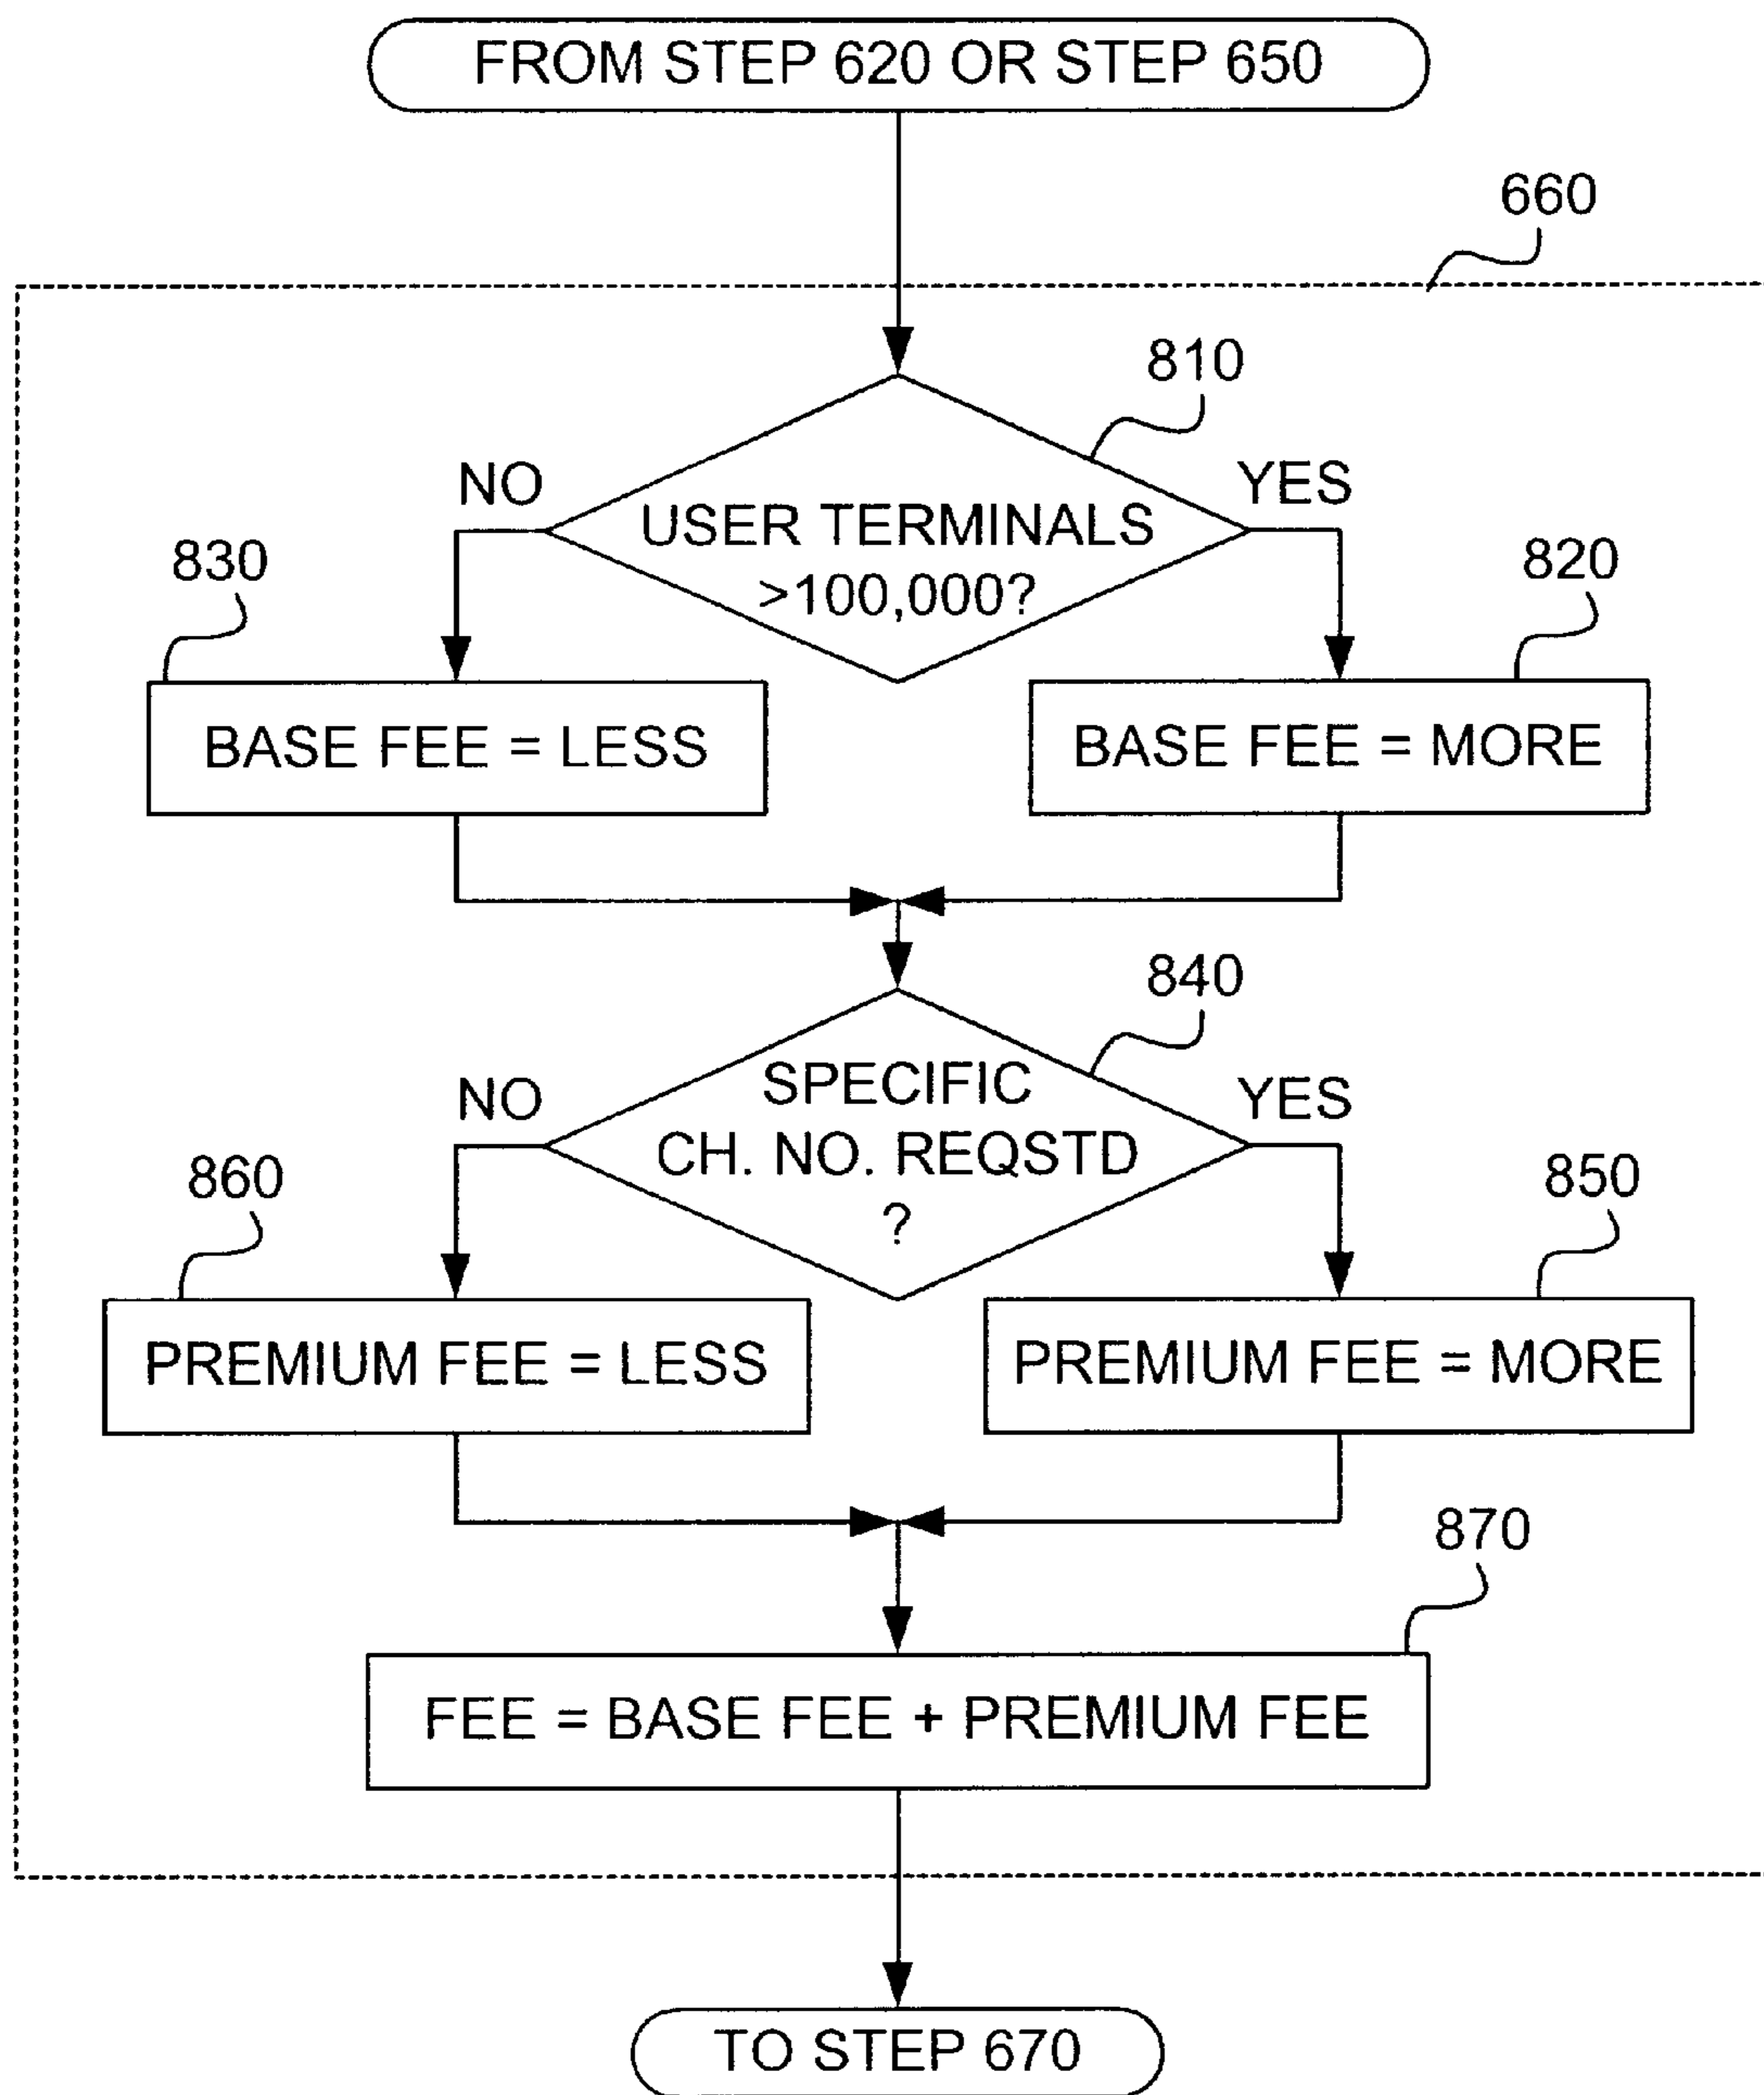 FROM STEP 620 OR STEP 650
660
810
NO
YES
USER TERMINALS
>100,000?
830
820
BASE FEE = LESS
BASE FEE = MORE
840
NO
YES
SPECIFIC
CH. NO. REQSTD
?
860
850
PREMIUM FEE = LESS
PREMIUM FEE = MORE
870
FEE = BASE FEE + PREMIUM FEE
TO STEP 670